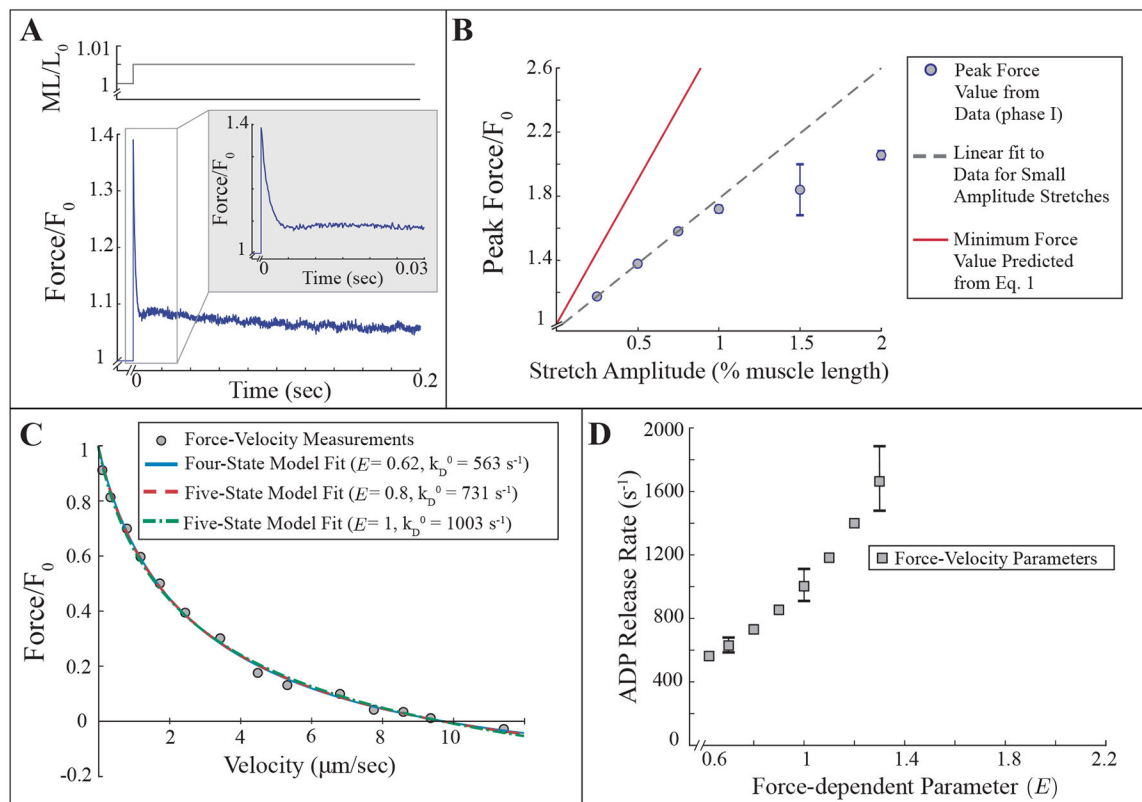 A
ML/L0
1.01
1
Force/F0
1.4
1.3
1.2
1.1
1
0
0.2
Time (sec)
Force/F0
1.4
1
0
0.03
Time (sec)
B
Peak Force/F0
2.6
2.2
1.8
1.4
1
0.5
1
1.5
2
Stretch Amplitude (% muscle length)
Peak Force
Value from
Data (phase I)
Linear fit to
Data for Small
Amplitude Stretches
Minimum Force
Value Predicted
from Eq. 1
C
Force-Velocity Measurements
Four-State Model Fit (E= 0.62, kD0 = 563 s-1)
Five-State Model Fit (E= 0.8, kD0 = 731 s-1)
Five-State Model Fit (E= 1, kD0 = 1003 s-1)
Force/F0
1
0.8
0.6
0.4
0.2
0
-0.2
2
4
6
8
10
Velocity (μm/sec)
D
ADP Release Rate (s-1)
2000
1600
1200
800
400
0
Force-Velocity Parameters
0.6
1
1.4
1.8
2.2
Force-dependent Parameter (E)